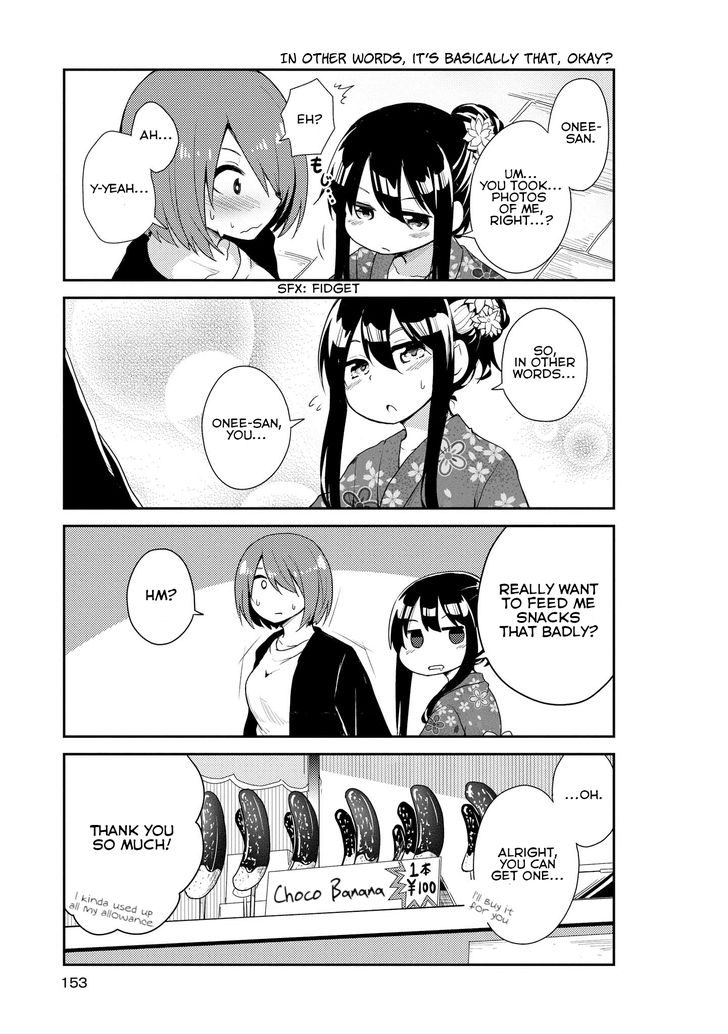 IN OTHER WORDS, IT'S BASICALLY THAT, OKAY?
ONEE-
SAN.
UM...
YOU TOOK...
PHOTOS
OF ME,
RIGHT...?
EH?
もじ...
AH...
Y-YEAH...
SFX: FIDGET
SO,
IN OTHER
WORDS...
ONEE-SAN,
YOU...
REALLY WANT
TO FEED ME
SNACKS
THAT BADLY?
HM?
...OH.
ALRIGHT,
YOU CAN
GET ONE...
I'll buy it
for you
1本
¥100
Choco Banana
THANK YOU
SO MUCH!
I kinda used up
all my allowance
153